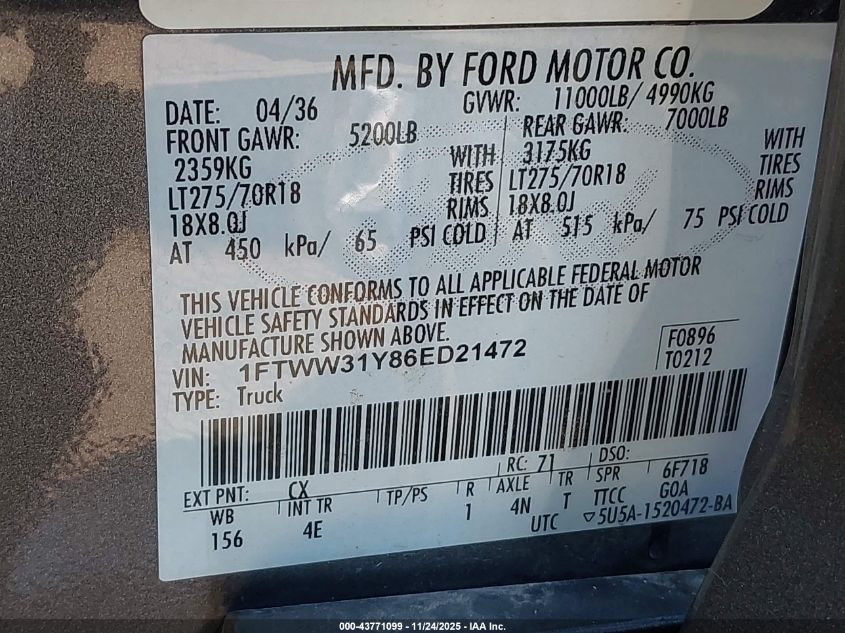 MFD. BY FORD MOTOR CO.
DATE: 04/36 GVWR: 11000LB/ 4990KG
FRONT GAWR: 5200LB REAR GAWR: 7000LB
2359KG WITH 3175KG WITH
LT275/70R18 TIRES LT275/70R18 TIRES
18X8.0J RIMS 18X8.0J RIMS
AT 450 kPa/ 65 PSI COLD AT 515 kPa/ 75 PSI COLD
THIS VEHICLE CONFORMS TO ALL APPLICABLE FEDERAL MOTOR
VEHICLE SAFETY STANDARDS IN EFFECT ON THE DATE OF
MANUFACTURE SHOWN ABOVE.
VIN: 1FTWW31Y86ED21472
F0896
T0212
TYPE: Truck
EXT PNT: CX RC: 71 DSO:
WB INT TR TP/PS R AXLE TR SPR 6F718
156 4E 1 4N T TTCC GOA
UTC ▽5U5A-1520472-BA
000-43771099 - 11/24/2025 - IAA Inc.